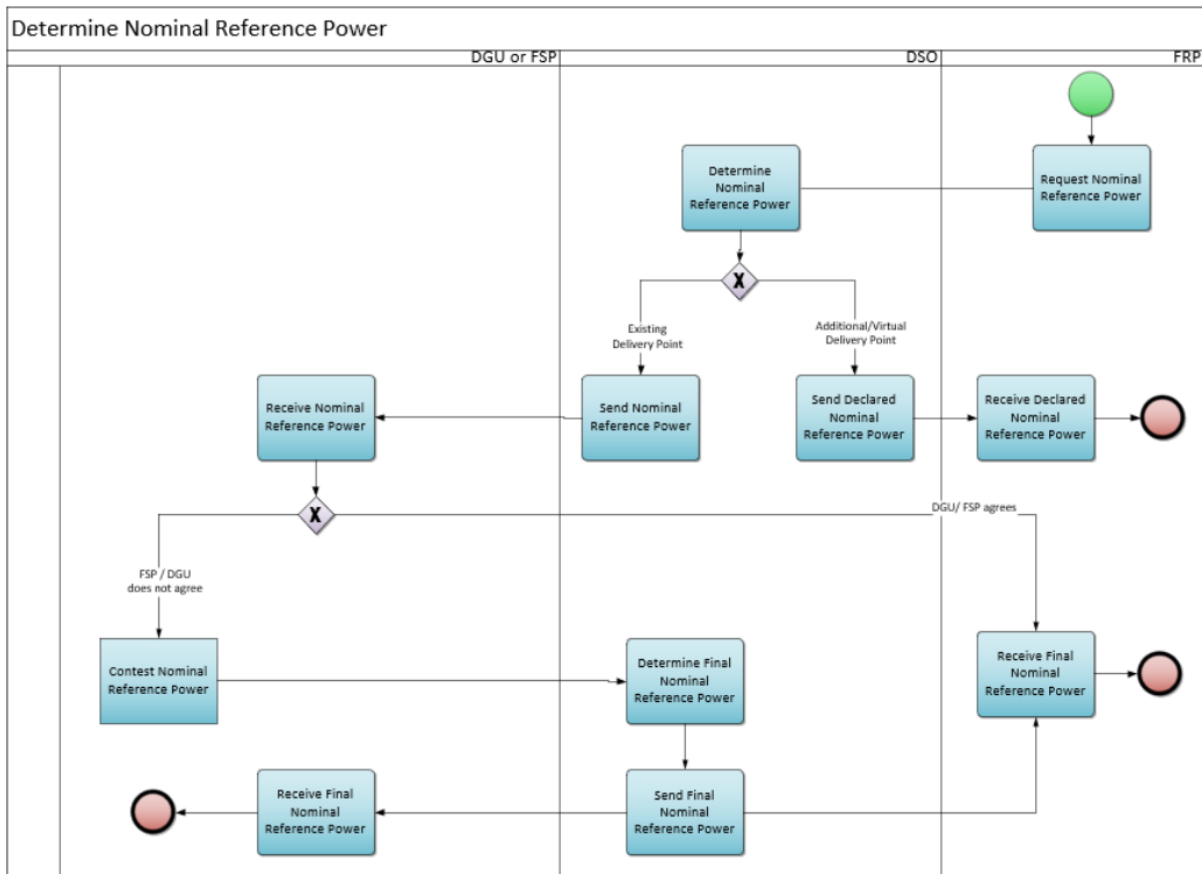 Determine Nominal Reference Power
DGU or FSP
DSO
FRP
Determine
Nominal
Reference Power
Request Nominal
Reference Power
X
Existing
Delivery Point
Additional/Virtual
Delivery Point
Receive Nominal
Reference Power
Send Nominal
Reference Power
Send Declared
Nominal
Reference Power
Receive Declared
Nominal
Reference Power
X
DGU/ FSP agrees
FSP / DGU
does not agree
Contest Nominal
Reference Power
Determine Final
Nominal
Reference Power
Receive Final
Nominal
Reference Power
Receive Final
Nominal
Reference Power
Send Final
Nominal
Reference Power